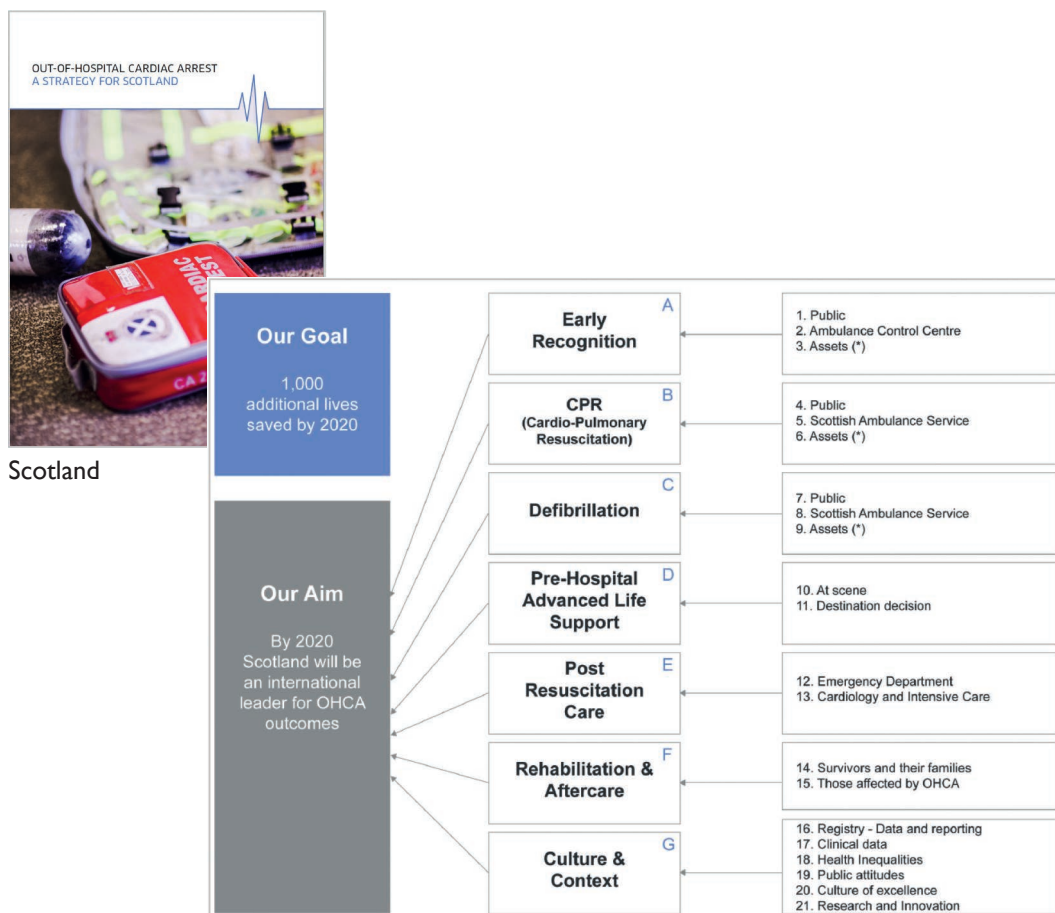 OUT-OF-HOSPITAL CARDIAC ARREST
A STRATEGY FOR SCOTLAND
CARDIAC
Scotland
Our Goal
1,000
additional lives
saved by 2020
Our Aim
By 2020
Scotland will be
an international
leader for OHCA
outcomes
A
Early
Recognition
1. Public
2. Ambulance Control Centre
3. Assets (*)
B
CPR
(Cardio-Pulmonary
Resuscitation)
4. Public
5. Scottish Ambulance Service
6. Assets (*)
C
Defibrillation
7. Public
8. Scottish Ambulance Service
9. Assets (*)
D
Pre-Hospital
Advanced Life
Support
10. At scene
11. Destination decision
E
Post
Resuscitation
Care
12. Emergency Department
13. Cardiology and Intensive Care
F
Rehabilitation &
Aftercare
14. Survivors and their families
15. Those affected by OHCA
G
Culture &
Context
16. Registry - Data and reporting
17. Clinical data
18. Health Inequalities
19. Public attitudes
20. Culture of excellence
21. Research and Innovation